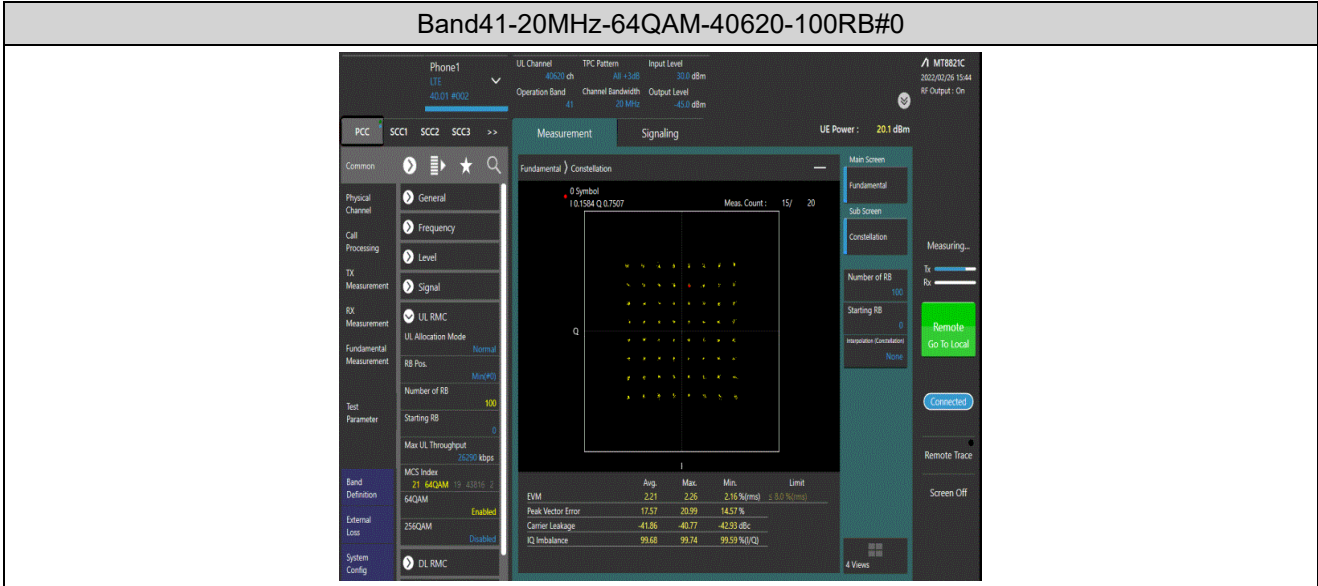 Band41-20MHz-64QAM-40620-100RB#0
Phone1
LTE
40.01 #002
UL Channel TPC Pattern Input Level
40620 ch All +3dB 30.0 dBm
Operation Band Channel Bandwidth Output Level
41 20 MHz -45.0 dBm
MT8821C
2022/02/26 15:44
RF Output : On
PCC SCC1 SCC2 SCC3 >>
Measurement Signaling
UE Power : 20.1 dBm
Common
Physical Channel
Call Processing
TX Measurement
RX Measurement
Fundamental Measurement
Test Parameter
Band Definition
External Loss
System Config
General
Frequency
Level
Signal
UL RMC
UL Allocation Mode
Normal
RB Pos.
Min(#0)
Number of RB
100
Starting RB
0
Max UL Throughput
26290 kbps
MCS Index
21 64QAM 19 43816 2
64QAM
Enabled
256QAM
Disabled
DL RMC
Fundamental Constellation
0 Symbol
I 0.1584 Q 0.7507 Meas. Count : 15/ 20
Q
I
Avg. Max. Min. Limit
EVM 2.21 2.26 2.16 %(rms) ± 8.0 %(rms)
Peak Vector Error 17.57 20.99 14.57 %
Carrier Leakage -41.86 -40.77 -42.93 dBc
IQ Imbalance 99.68 99.74 99.59 %(I/Q)
Main Screen
Fundamental
Sub Screen
Constellation
Number of RB
100
Starting RB
0
Interpolation (Constellation)
None
4 Views
Measuring...
Tx
Rx
Remote
Go To Local
Connected
Remote Trace
Screen Off